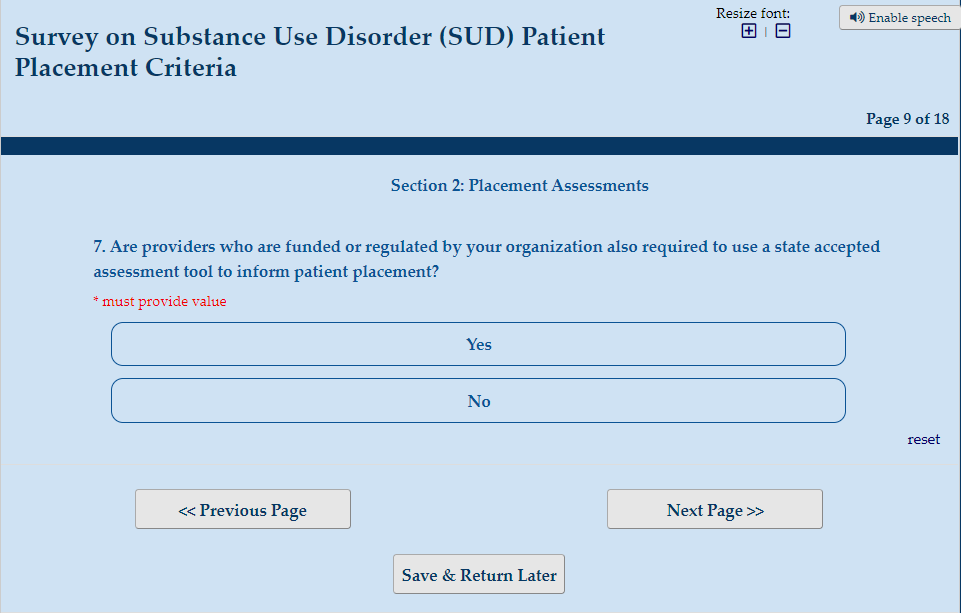 Survey on Substance Use Disorder (SUD) Patient
Placement Criteria
Resize font:
+ | −
Enable speech
Page 9 of 18
Section 2: Placement Assessments
7. Are providers who are funded or regulated by your organization also required to use a state accepted
assessment tool to inform patient placement?
* must provide value
Yes
No
reset
<< Previous Page
Next Page >>
Save & Return Later